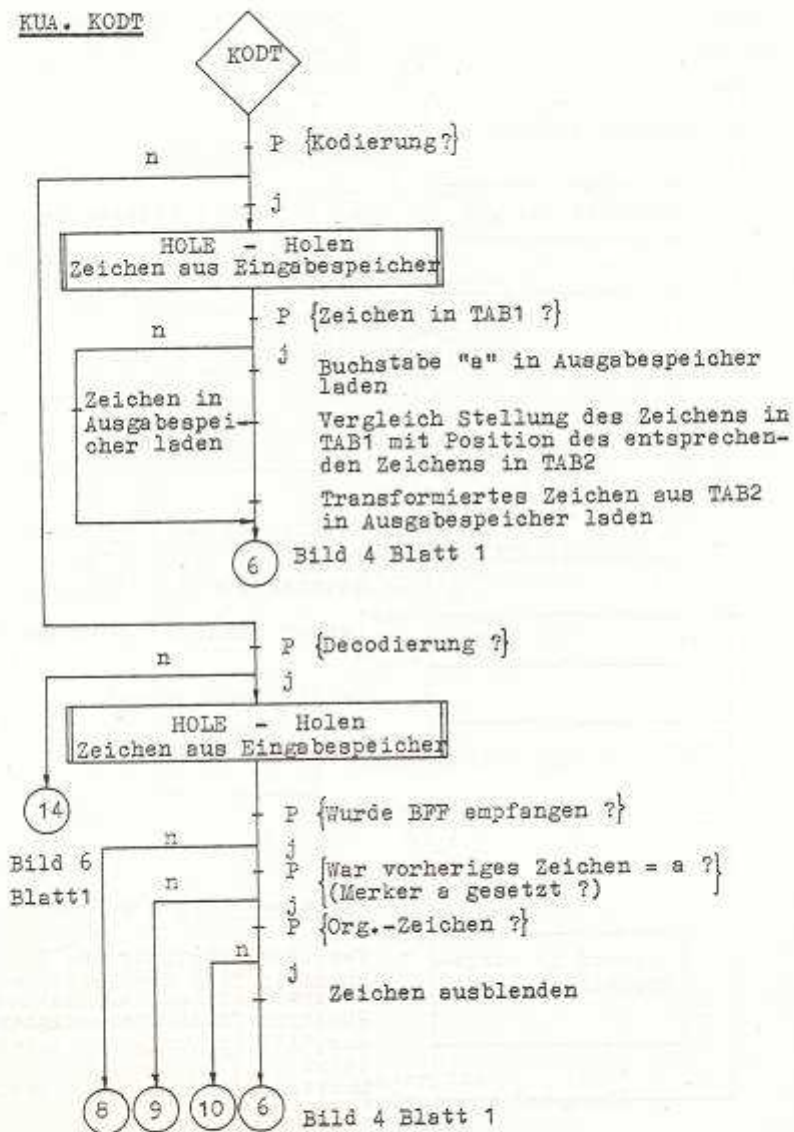 KUA. KODT
KODT
P {Kodierung?}
n
j
HOLE - Holen
Zeichen aus Eingabespeicher
P {Zeichen in TAB1 ?}
n
j
Buchstabe "a" in Ausgabespeicher
laden
Zeichen in
Ausgabespei-
cher laden
Vergleich Stellung des Zeichens in
TAB1 mit Position des entsprechen-
den Zeichens in TAB2
Transformiertes Zeichen aus TAB2
in Ausgabespeicher laden
6 Bild 4 Blatt 1
P {Decodierung ?}
n
j
HOLE - Holen
Zeichen aus Eingabespeicher
14
Bild 6
Blatt1
P {Wurde BFF empfangen ?}
n
j
P {War vorheriges Zeichen = a ?}
(Merker a gesetzt ?)
n
j
P {Org.-Zeichen ?}
n
j
Zeichen ausblenden
8 9 10 6 Bild 4 Blatt 1